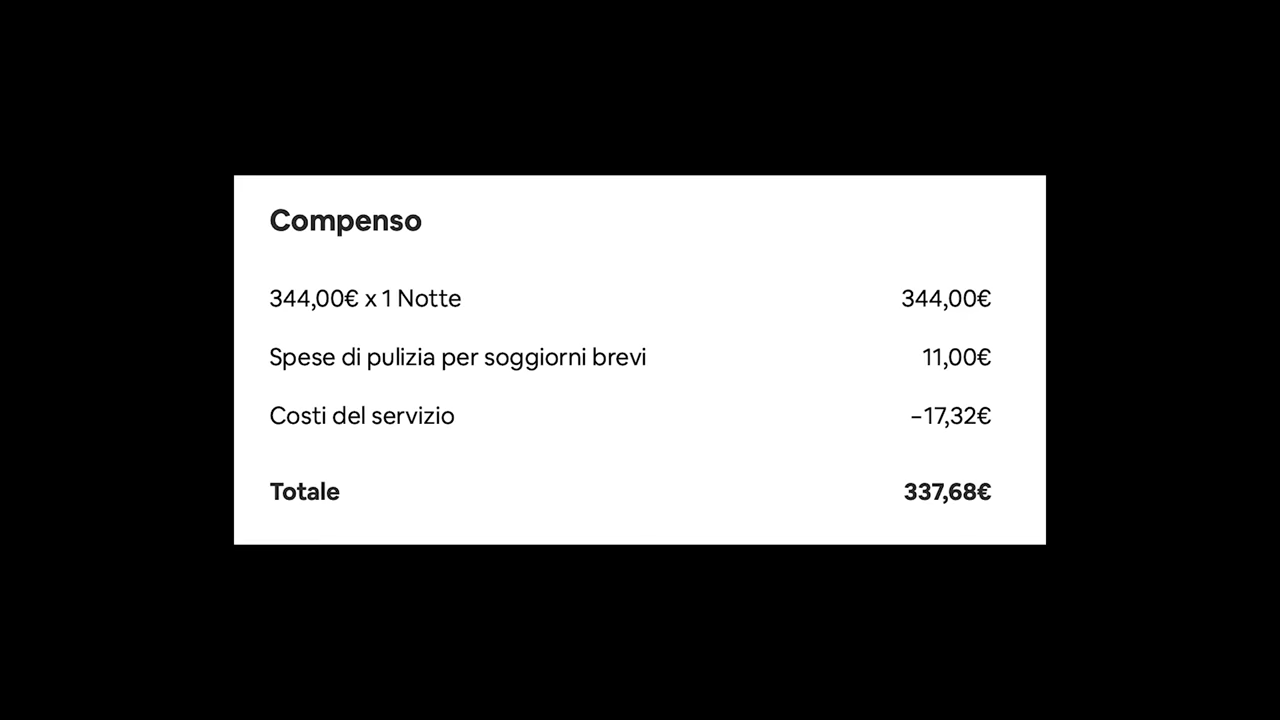 Compenso
344,00€ x 1 Notte 344,00€
Spese di pulizia per soggiorni brevi 11,00€
Costi del servizio −17,32€
Totale 337,68€